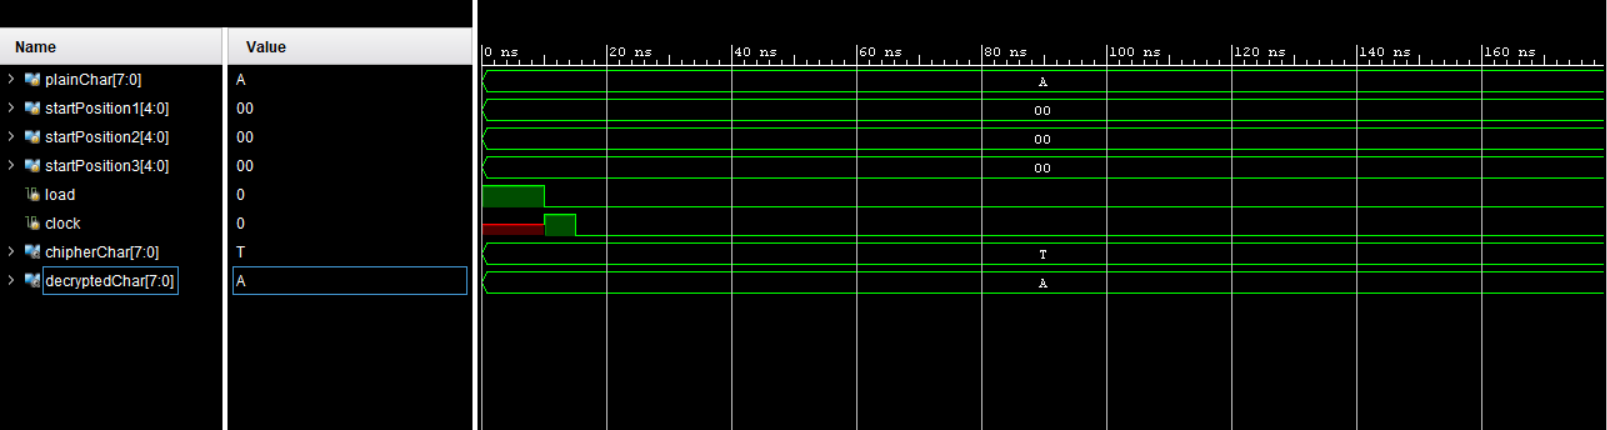 Name Value
0 ns 20 ns 40 ns 60 ns 80 ns 100 ns 120 ns 140 ns 160 ns
plainChar[7:0] A A
startPosition1[4:0] 00 00
startPosition2[4:0] 00 00
startPosition3[4:0] 00 00
load 0
clock 0
chipherChar[7:0] T T
decryptedChar[7:0] A A